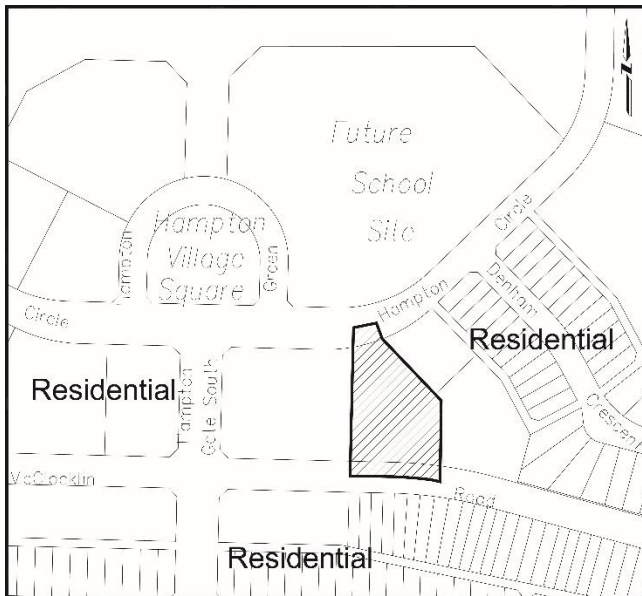 Future
School
Site
Hampton
Village
Square
Hampton
Green
Circle
Hampton
Circle
Denham
Crescent
Residential
Residential
Hampton
Gate South
McClocklin
Road
Residential